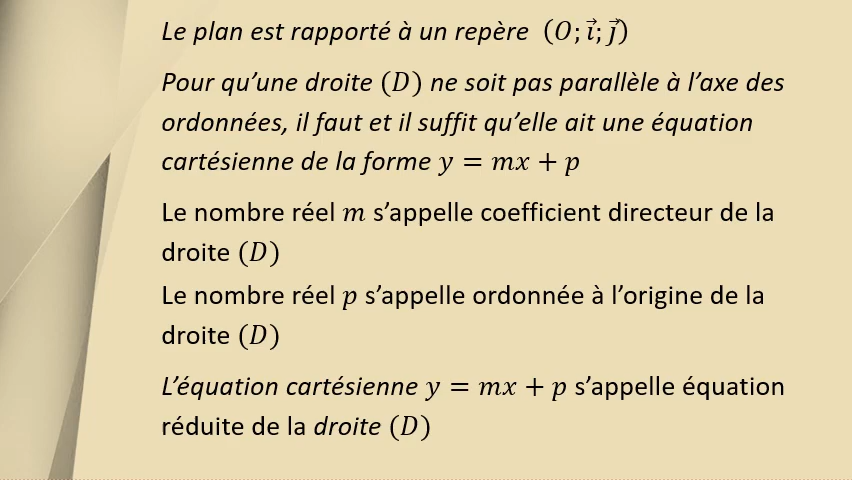 Le plan est rapporté à un repère (O; i⃗; j⃗)
Pour qu’une droite (D) ne soit pas parallèle à l’axe des
ordonnées, il faut et il suffit qu’elle ait une équation
cartésienne de la forme y = mx + p
Le nombre réel m s’appelle coefficient directeur de la
droite (D)
Le nombre réel p s’appelle ordonnée à l’origine de la
droite (D)
L’équation cartésienne y = mx + p s’appelle équation
réduite de la droite (D)